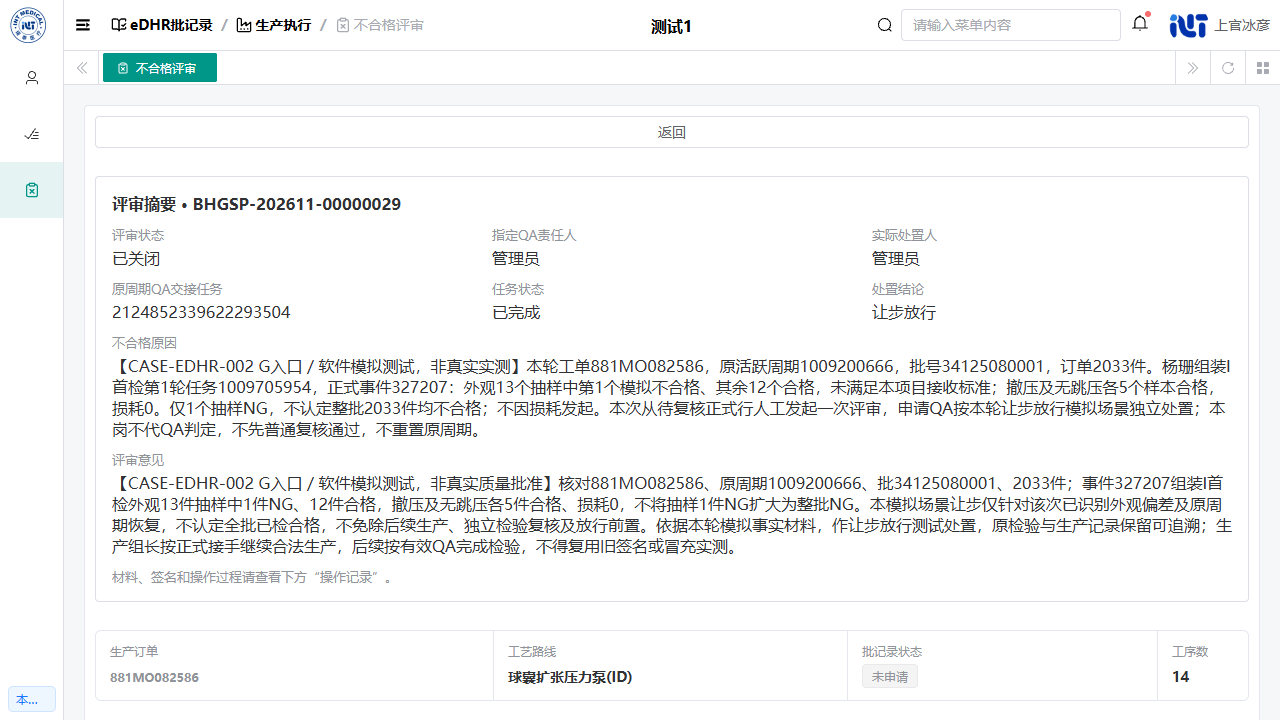 eDHR批记录 / 生产执行 / 不合格评审
测试1
请输入菜单内容
上官冰彦
不合格评审
返回
评审摘要 • BHGSP-202611-00000029
评审状态
已关闭
指定QA责任人
管理员
实际处置人
管理员
原周期QA交接任务
2124852339622293504
任务状态
已完成
处置结论
让步放行
不合格原因
【CASE-EDHR-002 G入口 / 软件模拟测试，非真实实测】本轮工单881MO082586，原活跃周期1009200666，批号34125080001，订单2033件。杨珊组装I
首检第1轮任务1009705954，正式事件327207：外观13个抽样中第1个模拟不合格、其余12个合格，未满足本项目接收标准；撤压及无跳压各5个样本合格，
损耗0。仅1个抽样NG，不认定整批2033件均不合格；不因损耗发起。本次从待复核正式行人工发起一次评审，申请QA按本轮让步放行模拟场景独立处置；本
岗不代QA判定，不先普通复核通过，不重置原周期。
评审意见
【CASE-EDHR-002 G入口 / 软件模拟测试，非真实质量批准】核对881MO082586、原周期1009200666、批34125080001、2033件；事件327207组装I首
检外观13件抽样中1件NG、12件合格，撤压及无跳压各5件合格、损耗0，不将抽样1件NG扩大为整批NG。本模拟场景让步仅针对该次已识别外观偏差及原周
期恢复，不认定全批已检合格，不免除后续生产、独立检验复核及放行前置。依据本轮模拟事实材料，作让步放行测试处置，原检验与生产记录保留可追溯；生
产组长按正式接手继续合法生产，后续按有效QA完成检验，不得复用旧签名或冒充实测。
材料、签名和操作过程请查看下方“操作记录”。
生产订单
881MO082586
工艺路线
球囊扩张压力泵(ID)
批记录状态
未申请
工序数
14
本...